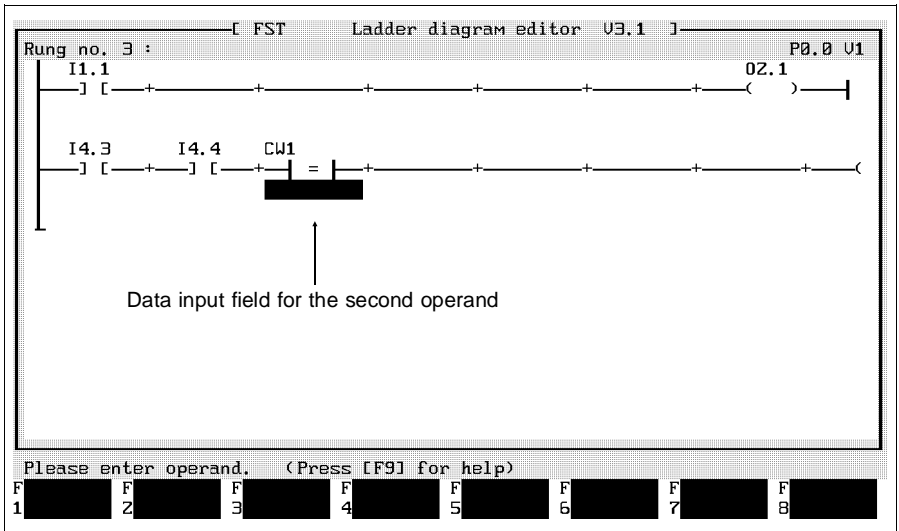 [ FST Ladder diagram editor V3.1 ]
Rung no. 3 : P0.0 V1
I1.1 O2.1
] [ + + + + + + ( )
I4.3 I4.4 CW1
] [ + ] [ + = + + + + + (
Data input field for the second operand
Please enter operand. (Press [F9] for help)
F F F F F F F F
1 2 3 4 5 6 7 8